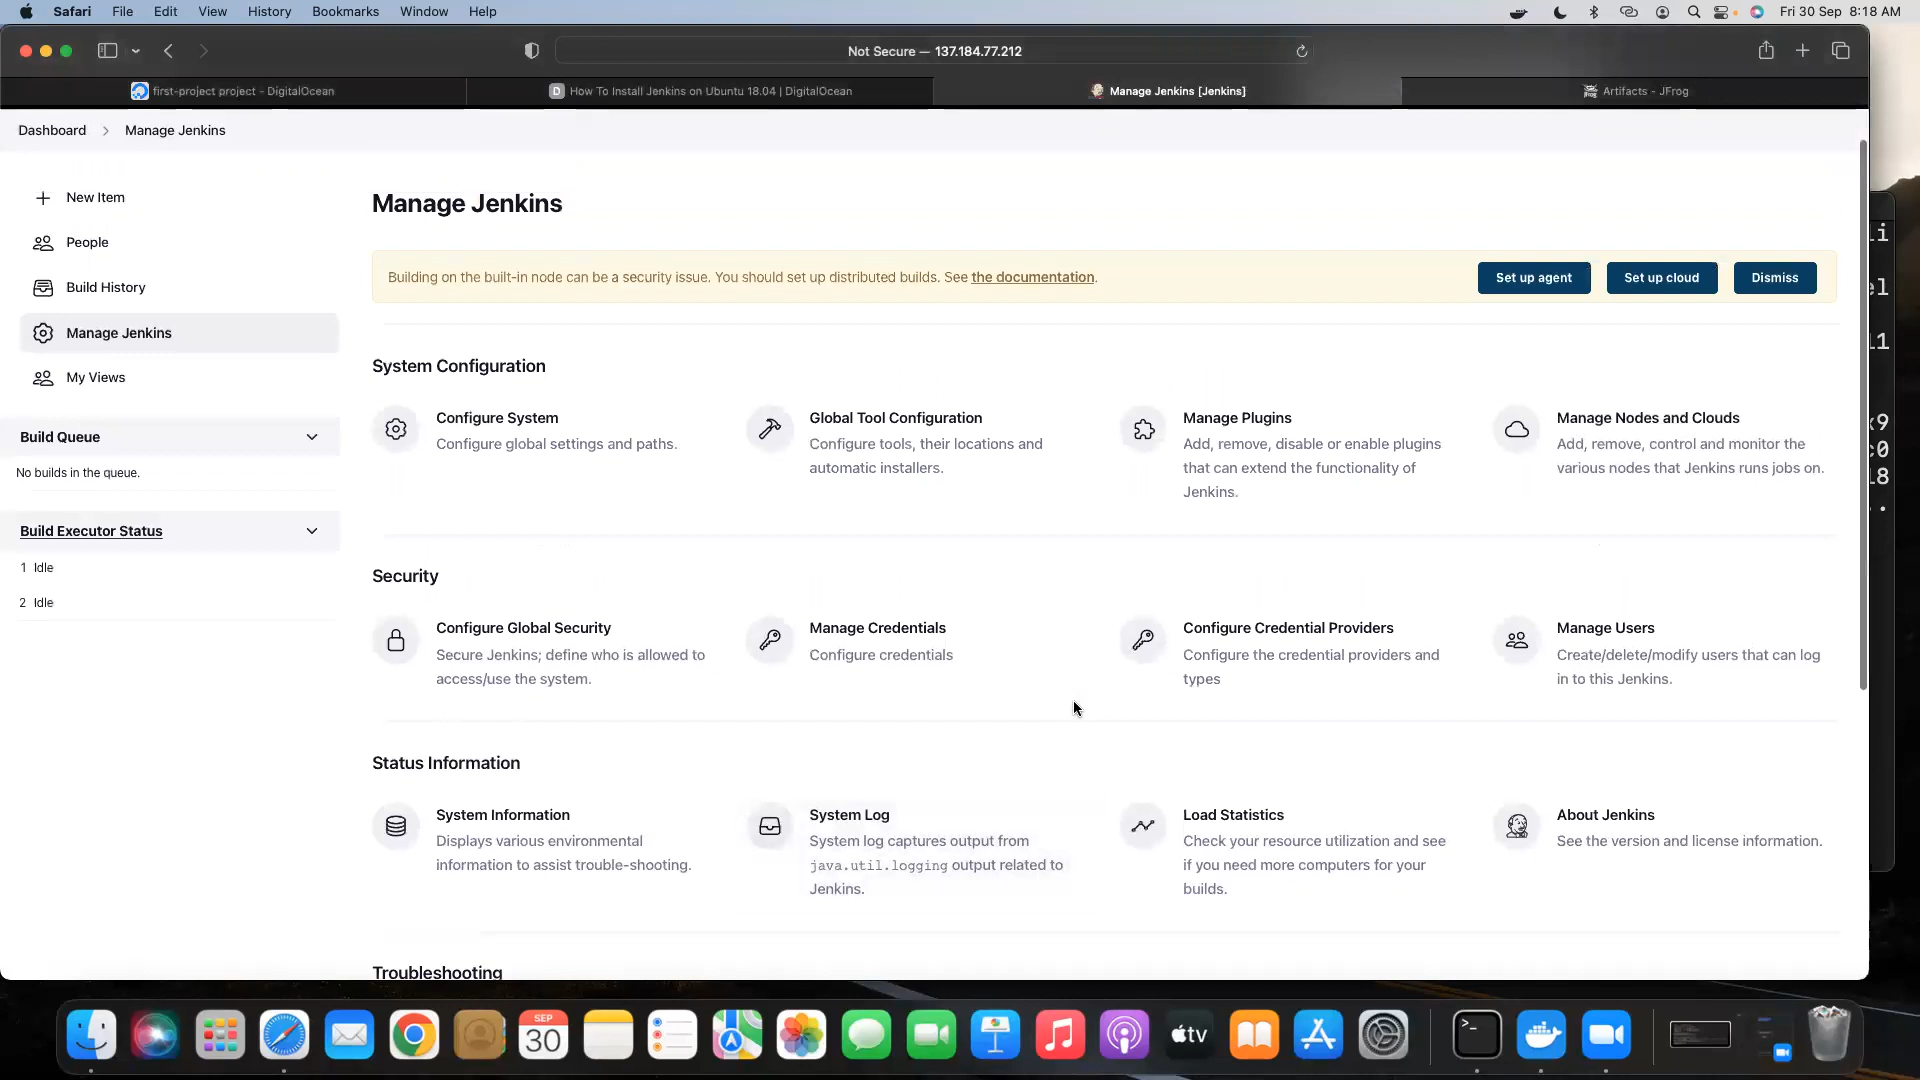 Safari File Edit View History Bookmarks Window Help
Fri 30 Sep 8:18 AM
Not Secure — 137.184.77.212
first-project project - DigitalOcean
How To Install Jenkins on Ubuntu 18.04 | DigitalOcean
Manage Jenkins [Jenkins]
Artifacts - JFrog
Dashboard
Manage Jenkins
New Item
People
Build History
Manage Jenkins
My Views
Build Queue
No builds in the queue.
Build Executor Status
1 Idle
2 Idle
Manage Jenkins
Building on the built-in node can be a security issue. You should set up distributed builds. See the documentation.
Set up agent
Set up cloud
Dismiss
System Configuration
Configure System
Configure global settings and paths.
Global Tool Configuration
Configure tools, their locations and
automatic installers.
Manage Plugins
Add, remove, disable or enable plugins
that can extend the functionality of
Jenkins.
Manage Nodes and Clouds
Add, remove, control and monitor the
various nodes that Jenkins runs jobs on.
Security
Configure Global Security
Secure Jenkins; define who is allowed to
access/use the system.
Manage Credentials
Configure credentials
Configure Credential Providers
Configure the credential providers and
types
Manage Users
Create/delete/modify users that can log
in to this Jenkins.
Status Information
System Information
Displays various environmental
information to assist trouble-shooting.
System Log
System log captures output from
java.util.logging output related to
Jenkins.
Load Statistics
Check your resource utilization and see
if you need more computers for your
builds.
About Jenkins
See the version and license information.
Troubleshooting
SEP
30
tv